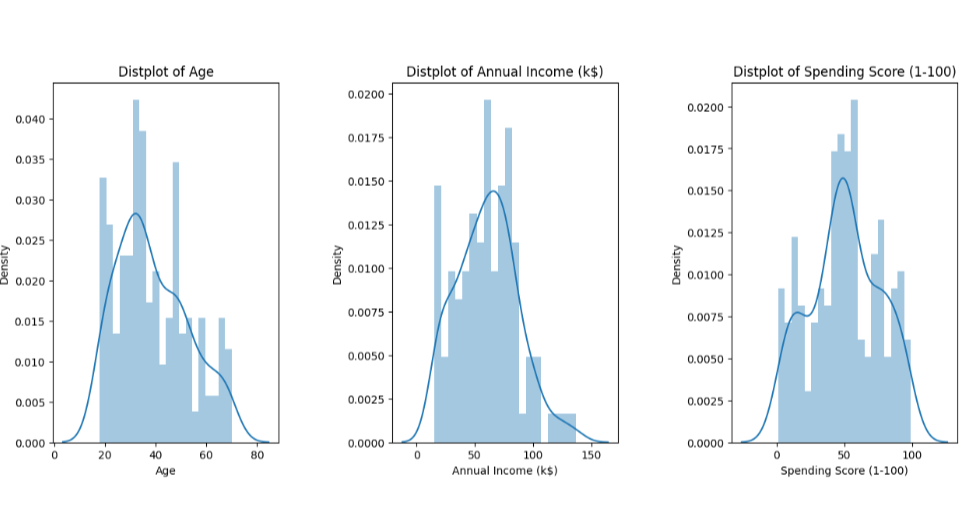 Distplot of Age
0.040
0.035
0.030
0.025
0.020
0.015
0.010
0.005
0.000
Density
0 20 40 60 80
Age
Distplot of Annual Income (k$)
0.0200
0.0175
0.0150
0.0125
0.0100
0.0075
0.0050
0.0025
0.0000
Density
0 50 100 150
Annual Income (k$)
Distplot of Spending Score (1-100)
0.0200
0.0175
0.0150
0.0125
0.0100
0.0075
0.0050
0.0025
0.0000
Density
0 50 100
Spending Score (1-100)